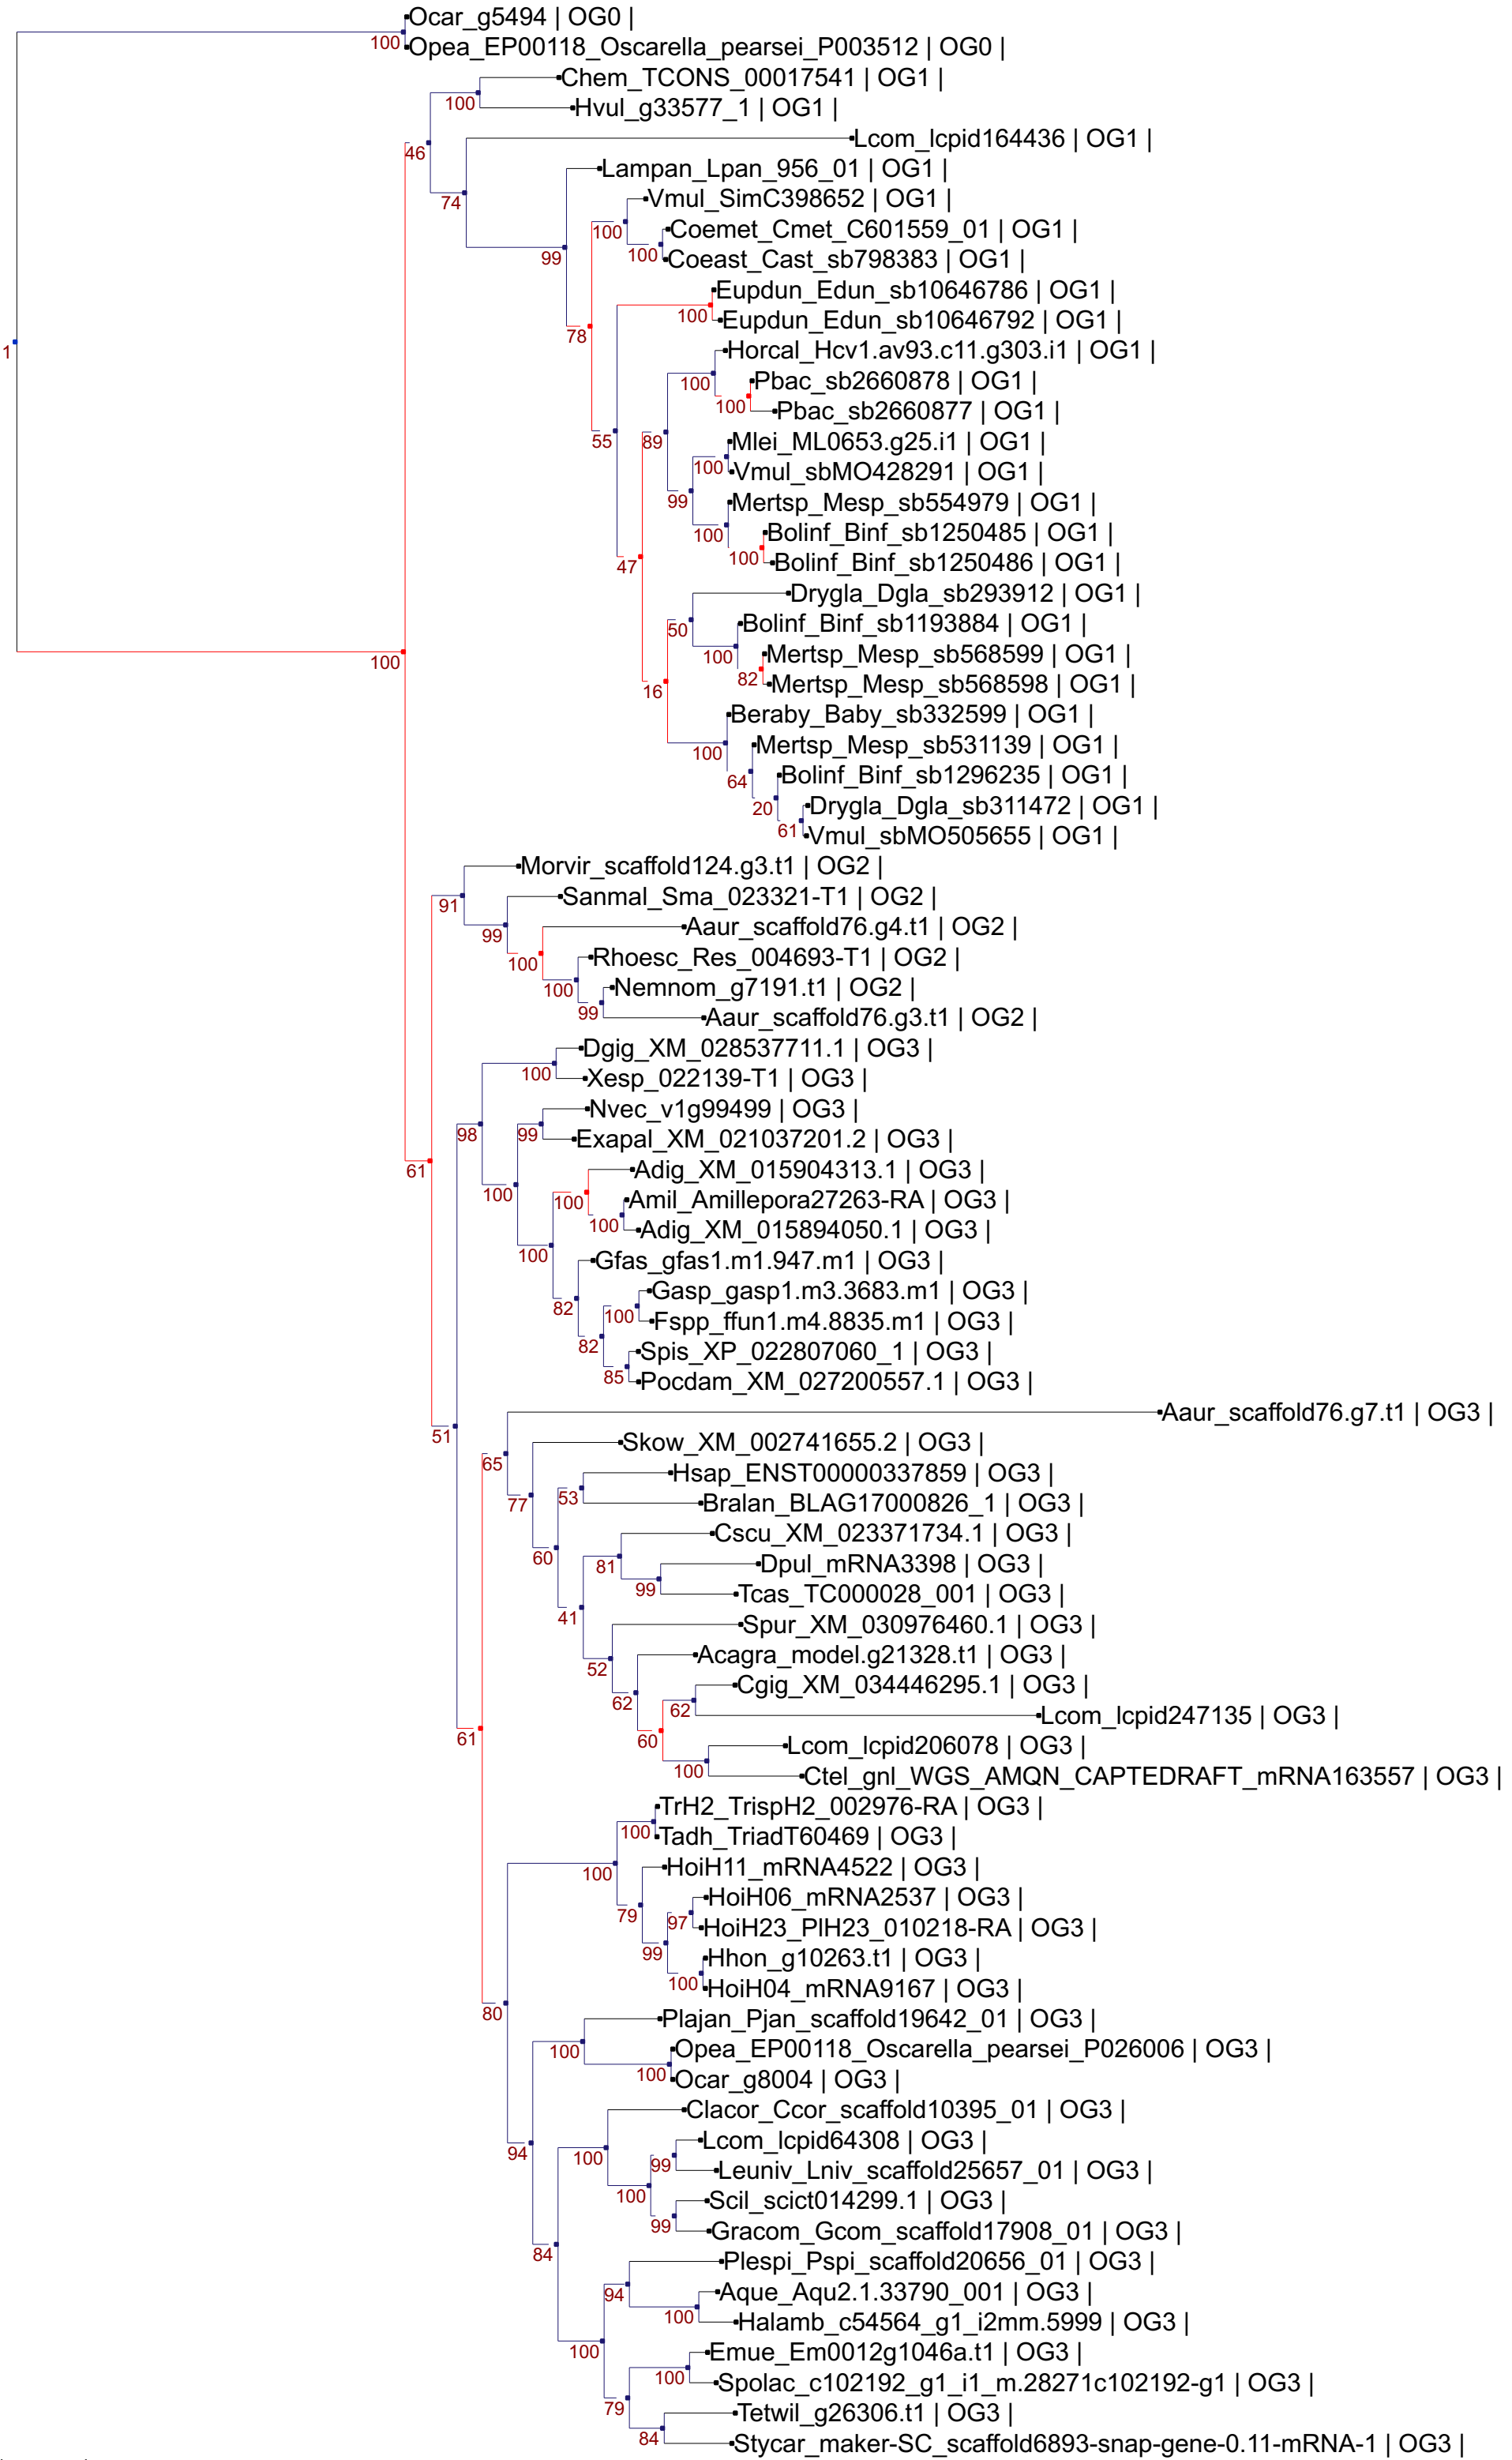 Ocar_g5494 | OG0 |
100
Opea_EP00118_Oscarella_pearsei_P003512 | OG0 |
Chem_TCONS_00017541 | OG1 |
100
Hvul_g33577_1 | OG1 |
Lcom_lcpid164436 | OG1 |
46
Lampan_Lpan_956_01 | OG1 |
74
Vmul_SimC398652 | OG1 |
100
Coemet_Cmet_C601559_01 | OG1 |
99
100
Coeast_Cast_sb798383 | OG1 |
Eupdun_Edun_sb10646786 | OG1 |
100
Eupdun_Edun_sb10646792 | OG1 |
78
1
Horcal_Hcv1.av93.c11.g303.i1 | OG1 |
100
Pbac_sb2660878 | OG1 |
100
Pbac_sb2660877 | OG1 |
55
89
Mlei_ML0653.g25.i1 | OG1 |
100
Vmul_sbMO428291 | OG1 |
99
Mertsp_Mesp_sb554979 | OG1 |
100
Bolinf_Binf_sb1250485 | OG1 |
100
Bolinf_Binf_sb1250486 | OG1 |
47
Drygla_Dgla_sb293912 | OG1 |
50
Bolinf_Binf_sb1193884 | OG1 |
100
Mertsp_Mesp_sb568599 | OG1 |
100
82
Mertsp_Mesp_sb568598 | OG1 |
16
Beraby_Baby_sb332599 | OG1 |
100
Mertsp_Mesp_sb531139 | OG1 |
64
Bolinf_Binf_sb1296235 | OG1 |
20
Drygla_Dgla_sb311472 | OG1 |
61
Vmul_sbMO505655 | OG1 |
Morvir_scaffold124.g3.t1 | OG2 |
91
Sanmal_Sma_023321-T1 | OG2 |
99
Aaur_scaffold76.g4.t1 | OG2 |
100
Rhoesc_Res_004693-T1 | OG2 |
100
Nemnom_g7191.t1 | OG2 |
99
Aaur_scaffold76.g3.t1 | OG2 |
Dgig_XM_028537711.1 | OG3 |
100
Xesp_022139-T1 | OG3 |
Nvec_v1g99499 | OG3 |
98
99
Exapal_XM_021037201.2 | OG3 |
61
Adig_XM_015904313.1 | OG3 |
100
100
Amil_Amillepora27263-RA | OG3 |
100
Adig_XM_015894050.1 | OG3 |
100
Gfas_gfas1.m1.947.m1 | OG3 |
82
Gasp_gasp1.m3.3683.m1 | OG3 |
100
Fspp_ffun1.m4.8835.m1 | OG3 |
82
Spis_XP_022807060_1 | OG3 |
85
Pocdam_XM_027200557.1 | OG3 |
Aaur_scaffold76.g7.t1 | OG3 |
51
Skow_XM_002741655.2 | OG3 |
65
Hsap_ENST00000337859 | OG3 |
53
77
Bralan_BLAG17000826_1 | OG3 |
Cscu_XM_023371734.1 | OG3 |
60
81
Dpul_mRNA3398 | OG3 |
99
Tcas_TC000028_001 | OG3 |
41
Spur_XM_030976460.1 | OG3 |
Acagra_model.g21328.t1 | OG3 |
52
Cgig_XM_034446295.1 | OG3 |
62
62
Lcom_lcpid247135 | OG3 |
61
60
Lcom_lcpid206078 | OG3 |
100
Ctel_gnl_WGS_AMQN_CAPTEDRAFT_mRNA163557 | OG3 |
TrH2_TrispH2_002976-RA | OG3 |
100
Tadh_TriadT60469 | OG3 |
100
HoiH11_mRNA4522 | OG3 |
HoiH06_mRNA2537 | OG3 |
79
97
HoiH23_PlH23_010218-RA | OG3 |
99
Hhon_g10263.t1 | OG3 |
100
HoiH04_mRNA9167 | OG3 |
80
Plajan_Pjan_scaffold19642_01 | OG3 |
100
Opea_EP00118_Oscarella_pearsei_P026006 | OG3 |
100
Ocar_g8004 | OG3 |
Clacor_Ccor_scaffold10395_01 | OG3 |
94
Lcom_lcpid64308 | OG3 |
100
99
Leuniv_Lniv_scaffold25657_01 | OG3 |
100
Scil_scict014299.1 | OG3 |
99
Gracom_Gcom_scaffold17908_01 | OG3 |
84
Plespi_Pspi_scaffold20656_01 | OG3 |
94
Aque_Aqu2.1.33790_001 | OG3 |
100
Halamb_c54564_g1_i2mm.5999 | OG3 |
100
Emue_Em0012g1046a.t1 | OG3 |
100
Spolac_c102192_g1_i1_m.28271c102192-g1 | OG3 |
79
Tetwil_g26306.t1 | OG3 |
84
Stycar_maker-SC_scaffold6893-snap-gene-0.11-mRNA-1 | OG3 |